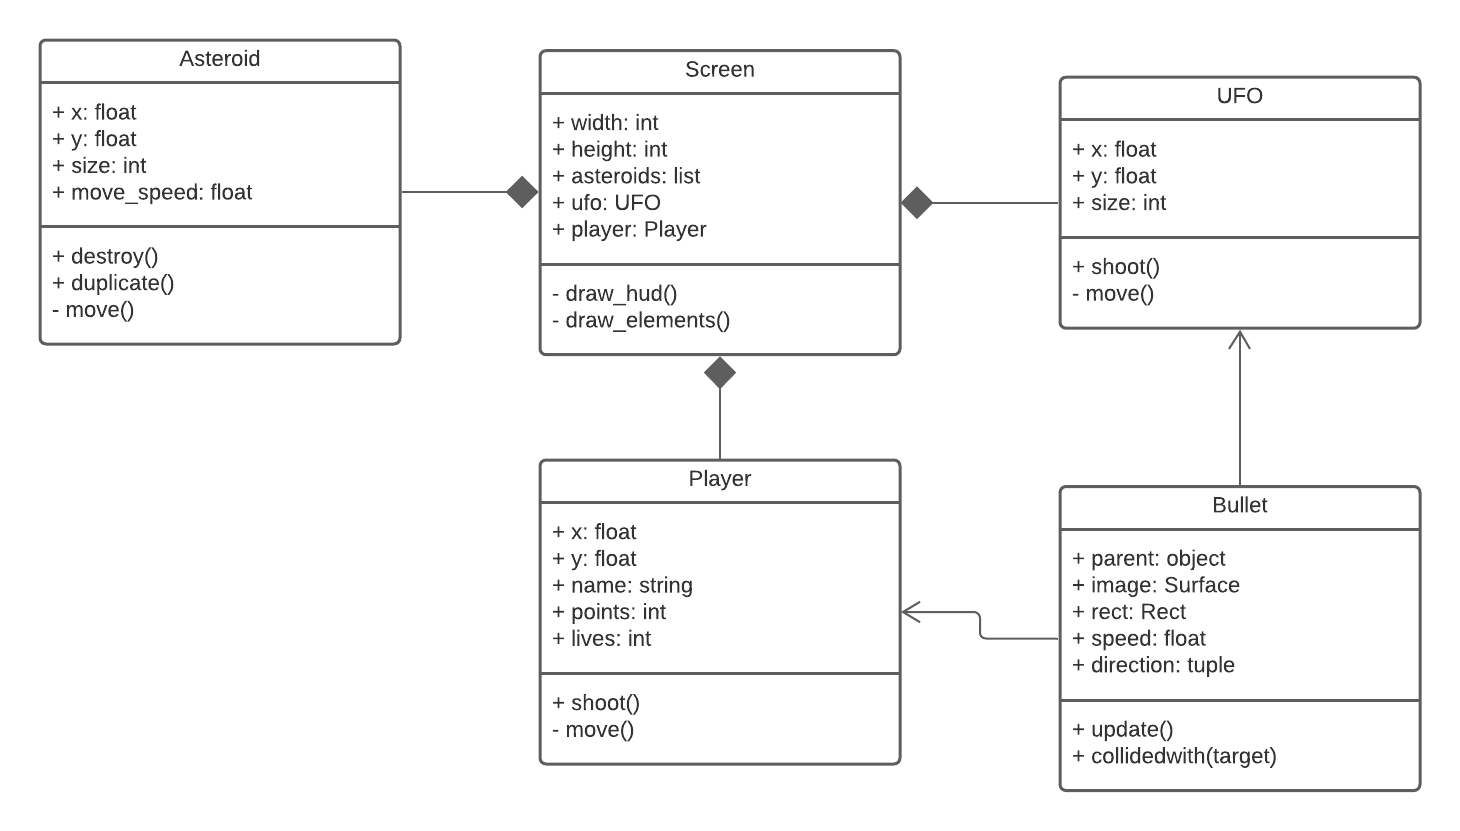 Asteroid
+ x: float
+ y: float
+ size: int
+ move_speed: float
+ destroy()
+ duplicate()
- move()
Screen
+ width: int
+ height: int
+ asteroids: list
+ ufo: UFO
+ player: Player
- draw_hud()
- draw_elements()
UFO
+ x: float
+ y: float
+ size: int
+ shoot()
- move()
Player
+ x: float
+ y: float
+ name: string
+ points: int
+ lives: int
+ shoot()
- move()
Bullet
+ parent: object
+ image: Surface
+ rect: Rect
+ speed: float
+ direction: tuple
+ update()
+ collidedwith(target)